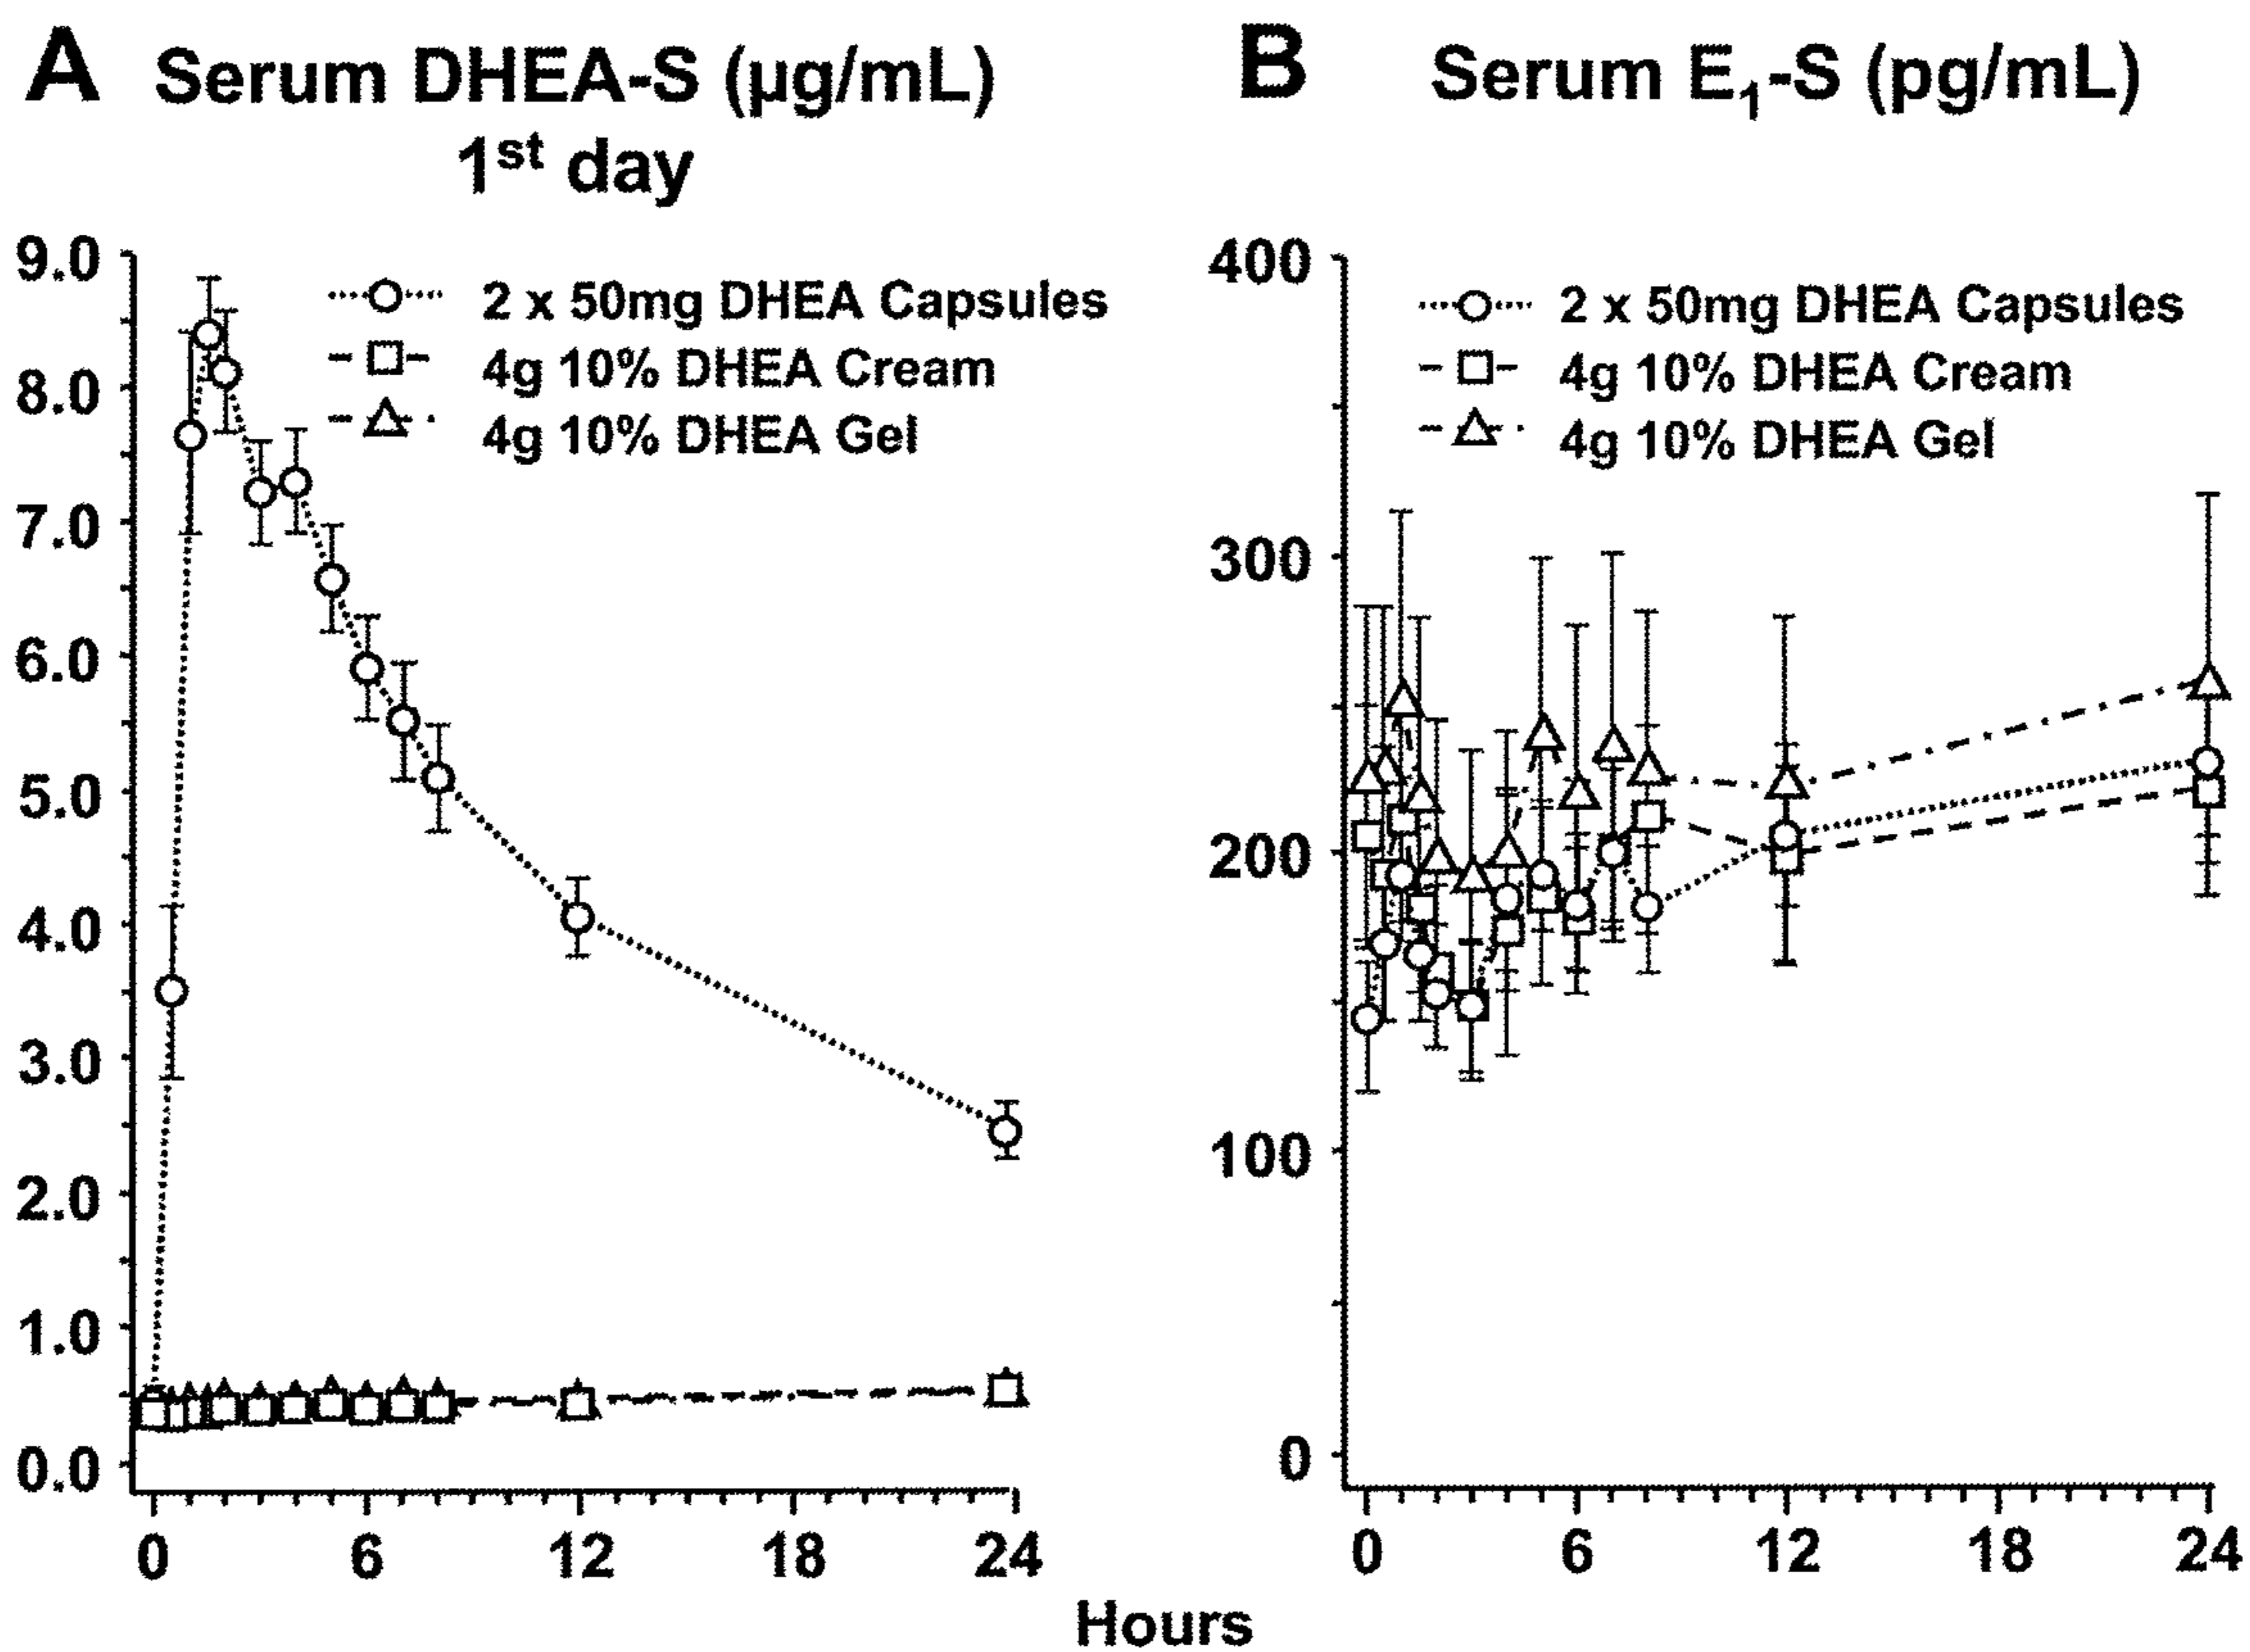 A Serum DHEA-S (µg/mL)
1st day
9.0
8.0
7.0
6.0
5.0
4.0
3.0
2.0
1.0
0.0
2 x 50mg DHEA Capsules
4g 10% DHEA Cream
4g 10% DHEA Gel
0 6 12 18 24
B Serum E₁-S (pg/mL)
400
300
200
100
0
2 x 50mg DHEA Capsules
4g 10% DHEA Cream
4g 10% DHEA Gel
0 6 12 18 24
Hours